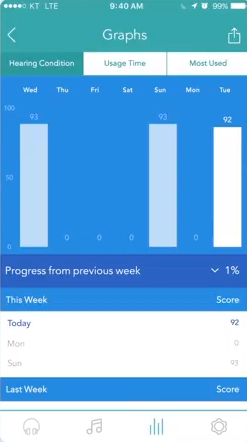 KT LTE 9:40 AM 99%
Graphs
Hearing Condition Usage Time Most Used
Wed Thu Fri Sat Sun Mon Tue
100
93 93 92
50
0 0 0 0 0
Progress from previous week 1%
This Week Score
Today 92
Mon 0
Sun 93
Last Week Score